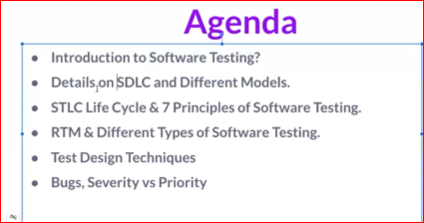 Agenda
● Introduction to Software Testing?
● Details on SDLC and Different Models.
● STLC Life Cycle & 7 Principles of Software Testing.
● RTM & Different Types of Software Testing.
● Test Design Techniques
● Bugs, Severity vs Priority